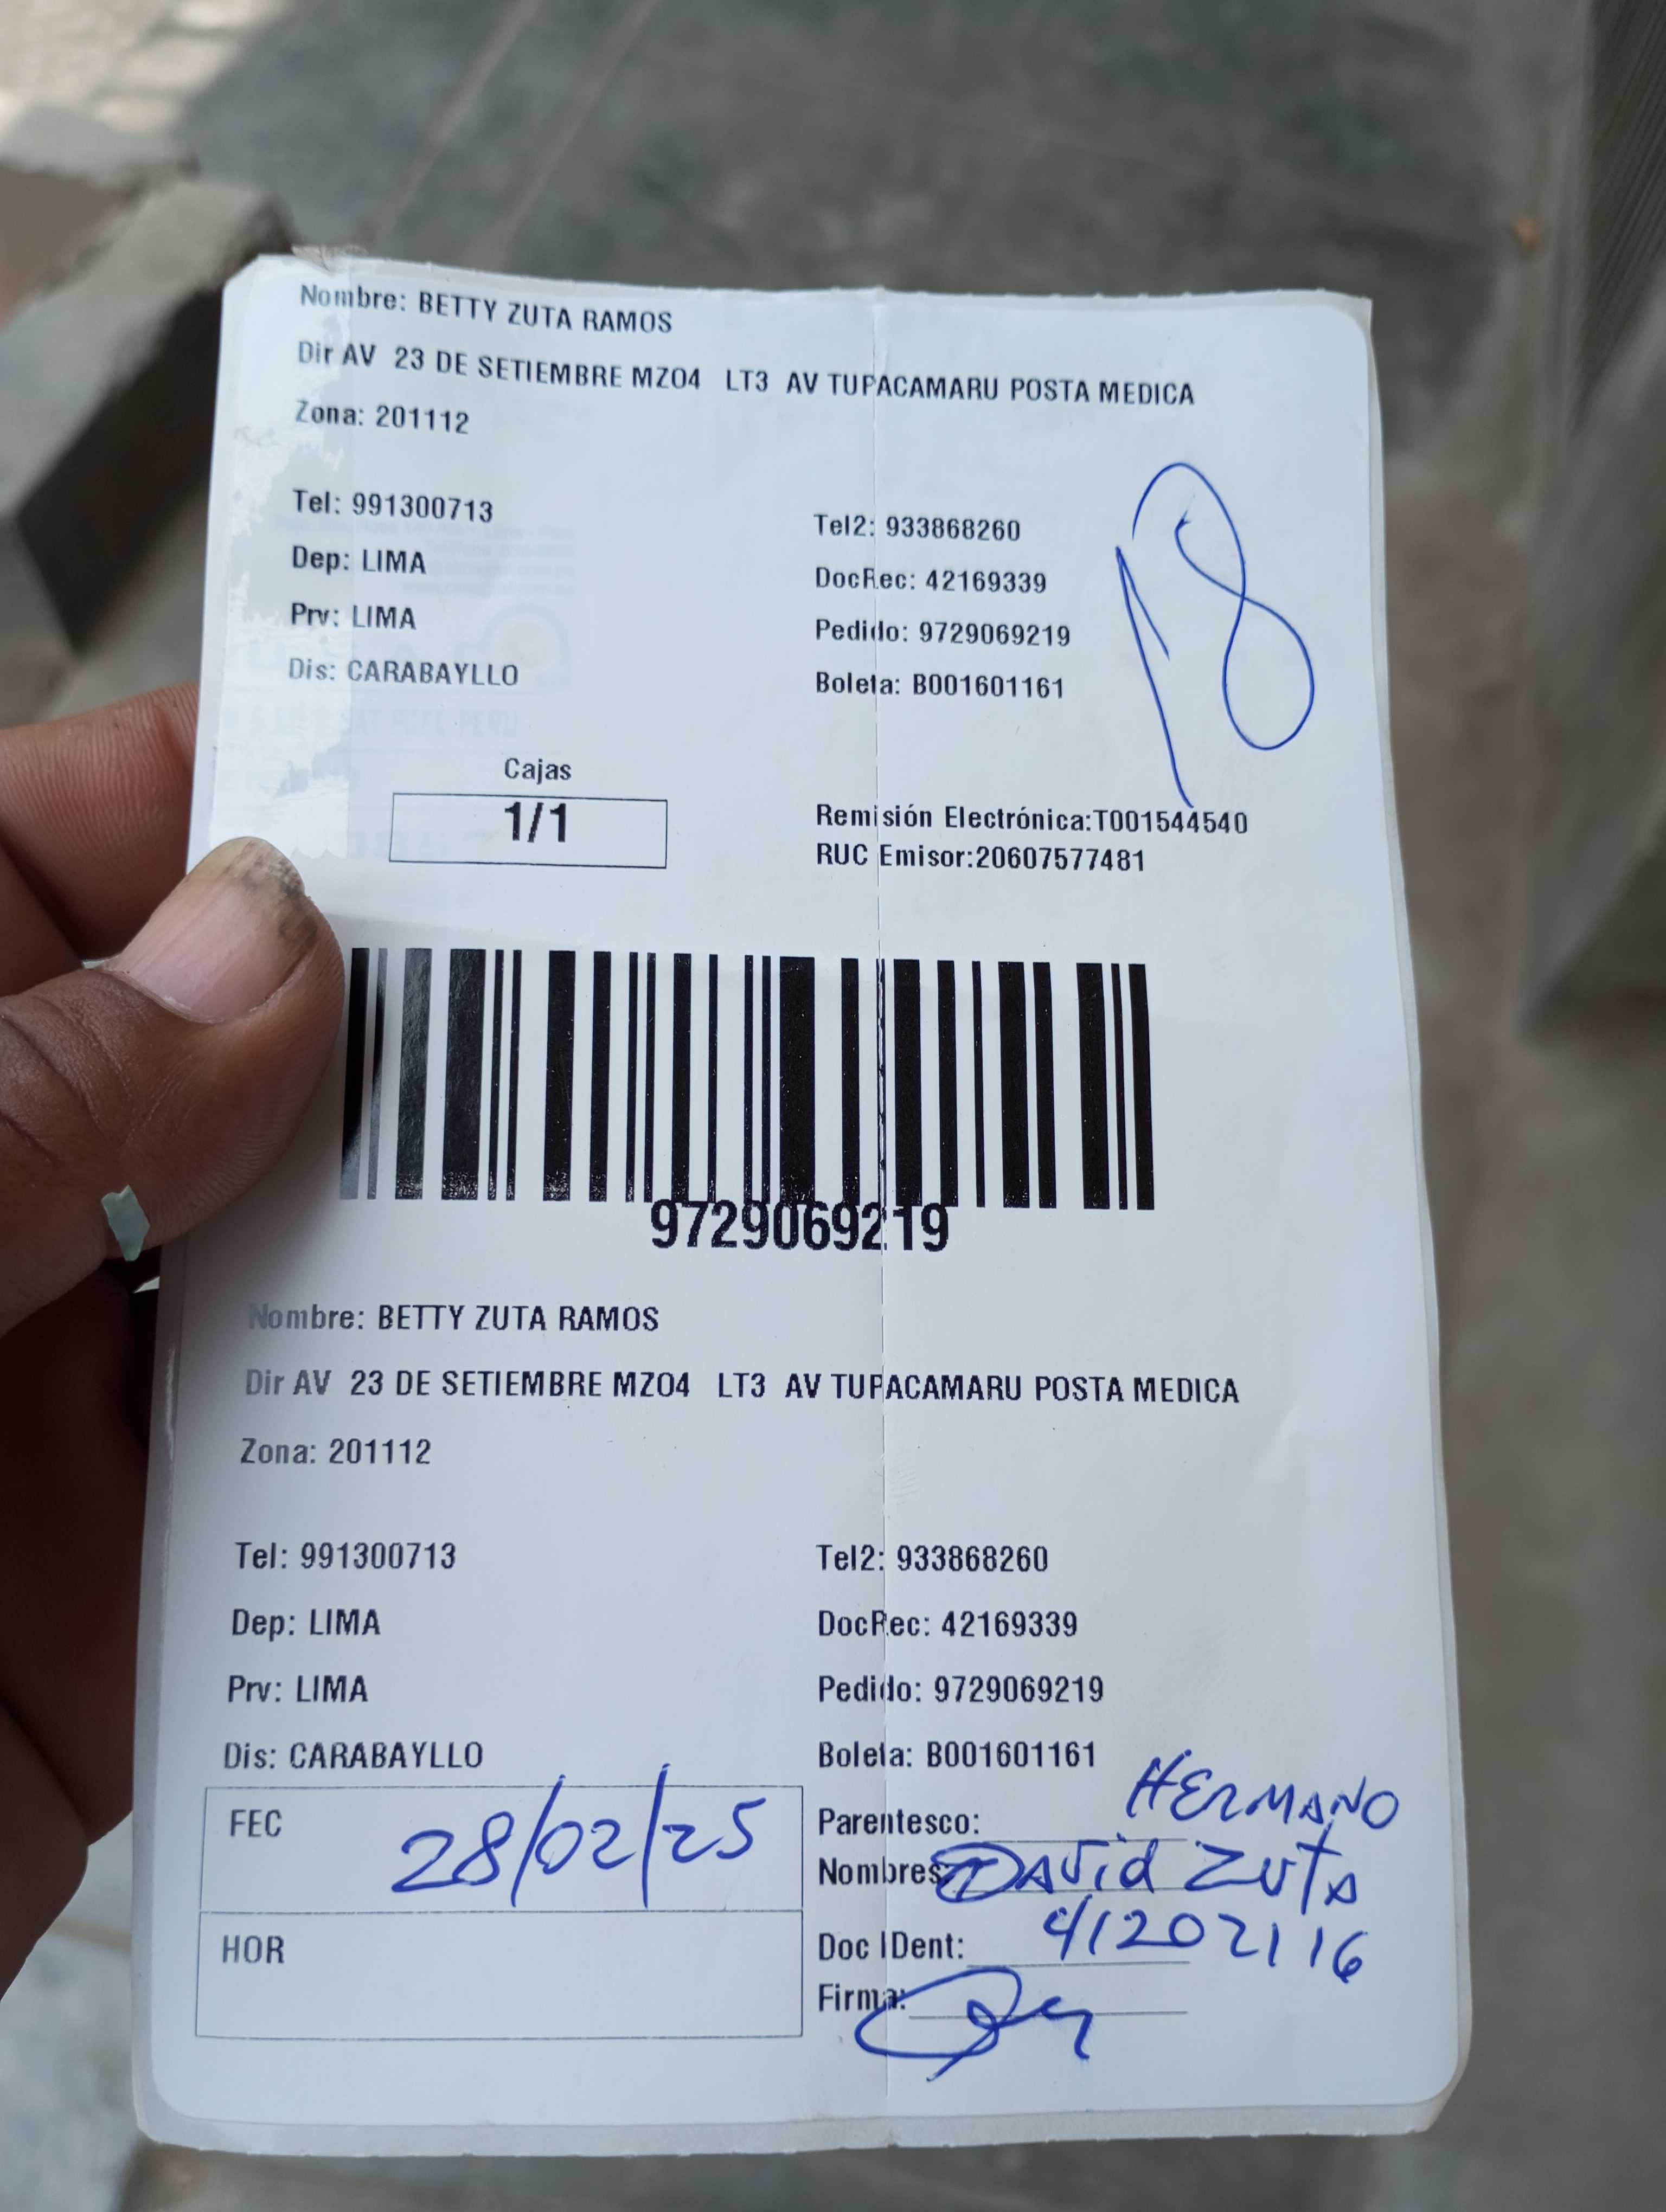 Nombre: BETTY ZUTA RAMOS
Dir AV 23 DE SETIEMBRE MZO4 LT3 AV TUPACAMARU POSTA MEDICA
Zona: 201112
Tel: 991300713 Tel2: 933868260
Dep: LIMA DocRec: 42169339
Prv: LIMA Pedido: 9729069219
Dis: CARABAYLLO Boleta: B001601161
18
Cajas
1/1
Remisión Electrónica:T001544540
RUC Emisor:20607577481
9729069219
Nombre: BETTY ZUTA RAMOS
Dir AV 23 DE SETIEMBRE MZO4 LT3 AV TUPACAMARU POSTA MEDICA
Zona: 201112
Tel: 991300713 Tel2: 933868260
Dep: LIMA DocRec: 42169339
Prv: LIMA Pedido: 9729069219
Dis: CARABAYLLO Boleta: B001601161
FEC 28/02/25
HOR
Parentesco: HERMANO
Nombres: DAVID ZUTA
Doc IDent: 41202116
Firma: